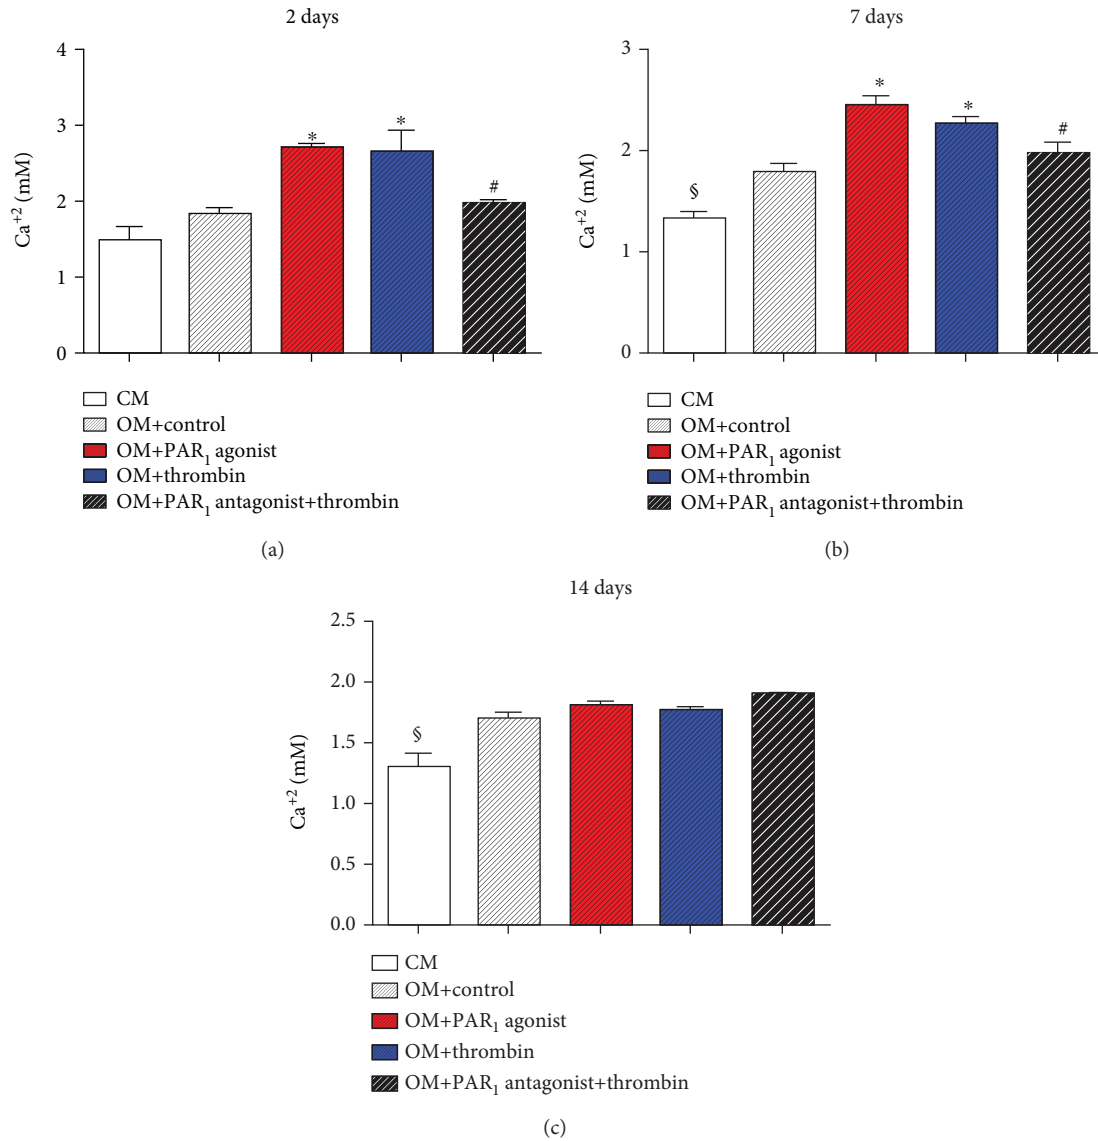 2 days
4
3
2
1
0
Ca+2 (mM)
*
*
#
CM
OM+control
OM+PAR1 agonist
OM+thrombin
OM+PAR1 antagonist+thrombin
(a)
7 days
3
2
1
0
Ca+2 (mM)
§
*
*
#
CM
OM+control
OM+PAR1 agonist
OM+thrombin
OM+PAR1 antagonist+thrombin
(b)
14 days
2.5
2.0
1.5
1.0
0.5
0.0
Ca+2 (mM)
§
CM
OM+control
OM+PAR1 agonist
OM+thrombin
OM+PAR1 antagonist+thrombin
(c)